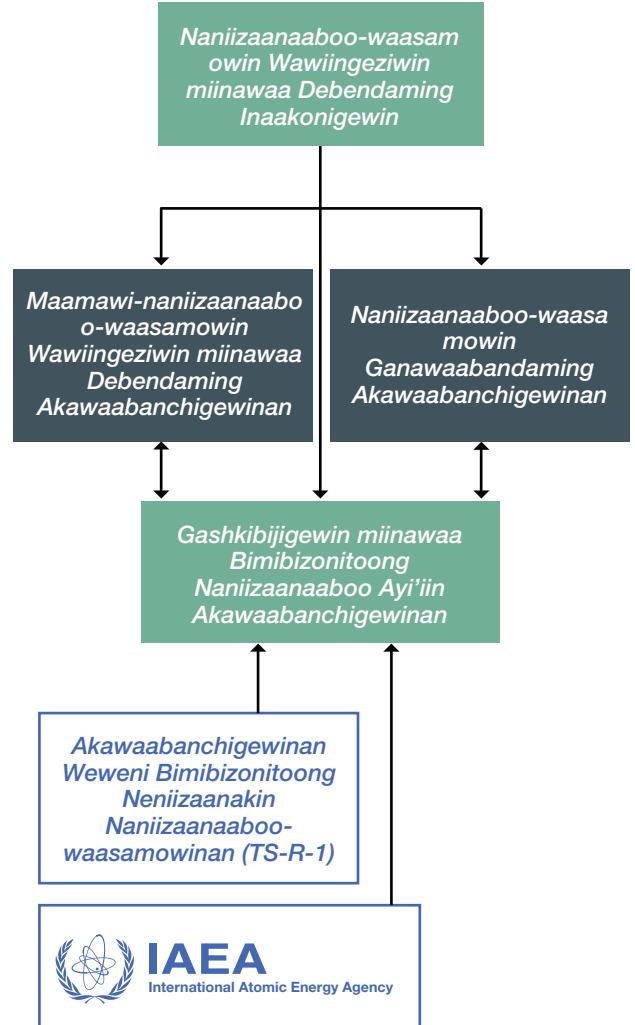 Naniizaanaaboo-waasam
owin Wawiingeziwin
miinawaa Debendaming
Inaakonigewin
Maamawi-naniizaanaabo
o-waasamowin
Wawiingeziwin miinawaa
Debendaming
Akawaabanchigewinan
Naniizaanaaboo-waasa
mowin
Ganawaabandaming
Akawaabanchigewinan
Gashkibijigewin miinawaa
Bimibizonitoong
Naniizaanaaboo Ayi’iin
Akawaabanchigewinan
Akawaabanchigewinan
Weweni Bimibizonitoong
Neniizaanakin
Naniizaanaaboo-
waasamowinan (TS-R-1)
IAEA
International Atomic Energy Agency